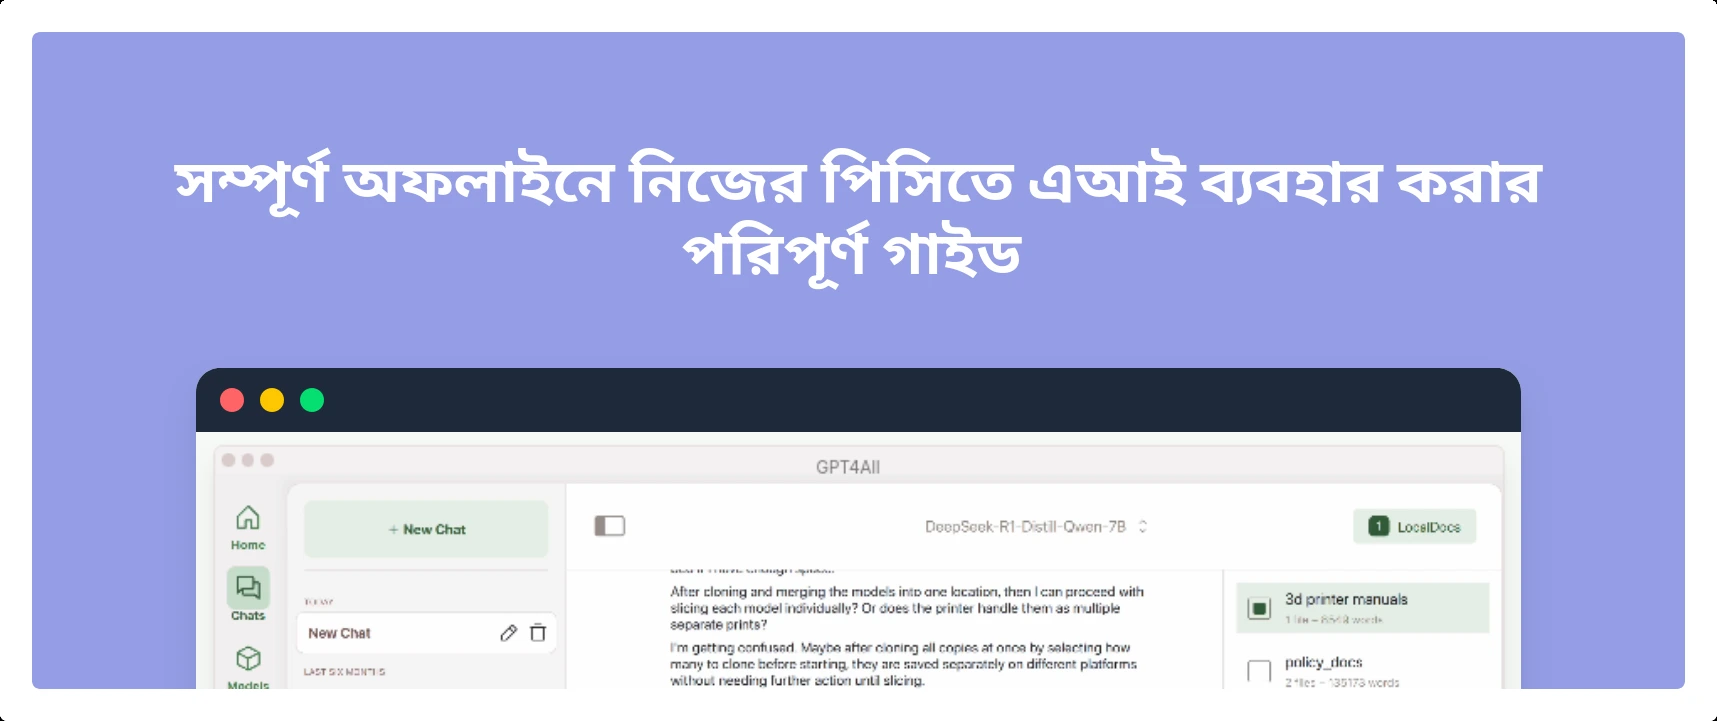 সম্পূর্ণ অফলাইনে নিজের পিসিতে এআই ব্যবহার করার
পরিপূর্ণ গাইড
GPT4All
Home
Chats
Models
+ New Chat
TODAY
New Chat
LAST SIX MONTHS
DeepSeek-R1-Distill-Qwen-7B
1 LocalDocs
After cloning and merging the models into one location, then I can proceed with
slicing each model individually? Or does the printer handle them as multiple
separate prints?
I'm getting confused. Maybe after cloning all copies at once by selecting how
many to clone before starting, they are saved separately on different platforms
without needing further action until slicing.
3d printer manuals
1 file – 8549 words
policy_docs
2 files – 135173 words